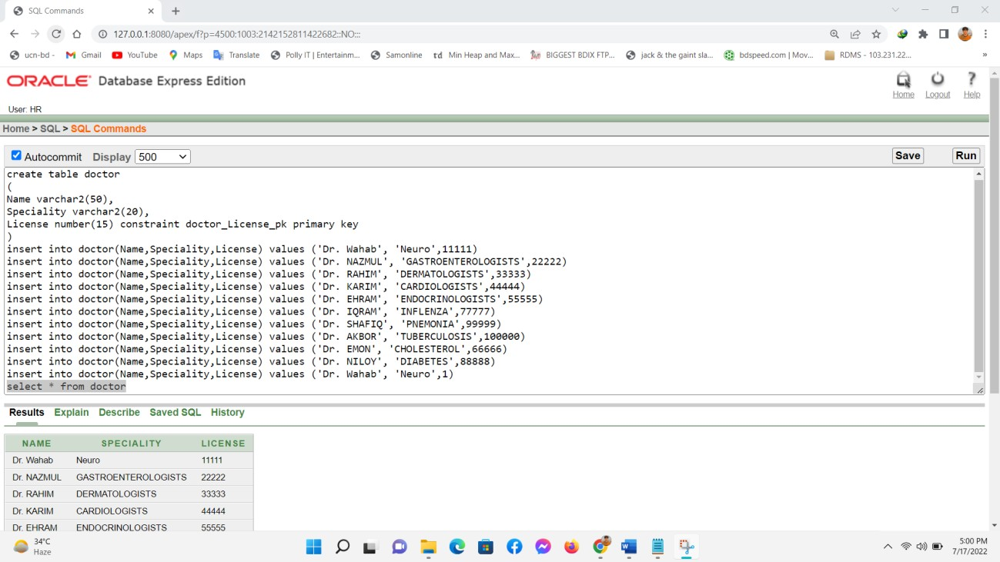 SQL Commands
127.0.0.1:8080/apex/f?p=4500:1003:2142152811422682::NO:::
ucn-bd - Gmail YouTube Maps Translate Polly IT | Entertainm... Samonline rd Min Heap and Max... BIGGEST BDIX FTP... jack & the gaint sla... bdspeed.com | Mov... RDMS - 103.231.22... »
ORACLE Database Express Edition
Home Logout Help
User: HR
Home > SQL > SQL Commands
Autocommit Display 500 Save Run
create table doctor
(
Name varchar2(50),
Speciality varchar2(20),
License number(15) constraint doctor_License_pk primary key
)
insert into doctor(Name,Speciality,License) values ('Dr. Wahab', 'Neuro',11111)
insert into doctor(Name,Speciality,License) values ('Dr. NAZMUL', 'GASTROENTEROLOGISTS',22222)
insert into doctor(Name,Speciality,License) values ('Dr. RAHIM', 'DERMATOLOGISTS',33333)
insert into doctor(Name,Speciality,License) values ('Dr. KARIM', 'CARDIOLOGISTS',44444)
insert into doctor(Name,Speciality,License) values ('Dr. EHRAM', 'ENDOCRINOLOGISTS',55555)
insert into doctor(Name,Speciality,License) values ('Dr. IQRAM', 'INFLENZA',77777)
insert into doctor(Name,Speciality,License) values ('Dr. SHAFIQ', 'PNEMONIA',99999)
insert into doctor(Name,Speciality,License) values ('Dr. AKBOR', 'TUBERCULOSIS',100000)
insert into doctor(Name,Speciality,License) values ('Dr. EMON', 'CHOLESTEROL',66666)
insert into doctor(Name,Speciality,License) values ('Dr. NILOY', 'DIABETES',88888)
insert into doctor(Name,Speciality,License) values ('Dr. Wahab', 'Neuro',1)
select * from doctor
Results Explain Describe Saved SQL History
NAME SPECIALITY LICENSE
Dr. Wahab Neuro 11111
Dr. NAZMUL GASTROENTEROLOGISTS 22222
Dr. RAHIM DERMATOLOGISTS 33333
Dr. KARIM CARDIOLOGISTS 44444
Dr. EHRAM ENDOCRINOLOGISTS 55555
34°C
Haze
5:00 PM
7/17/2022